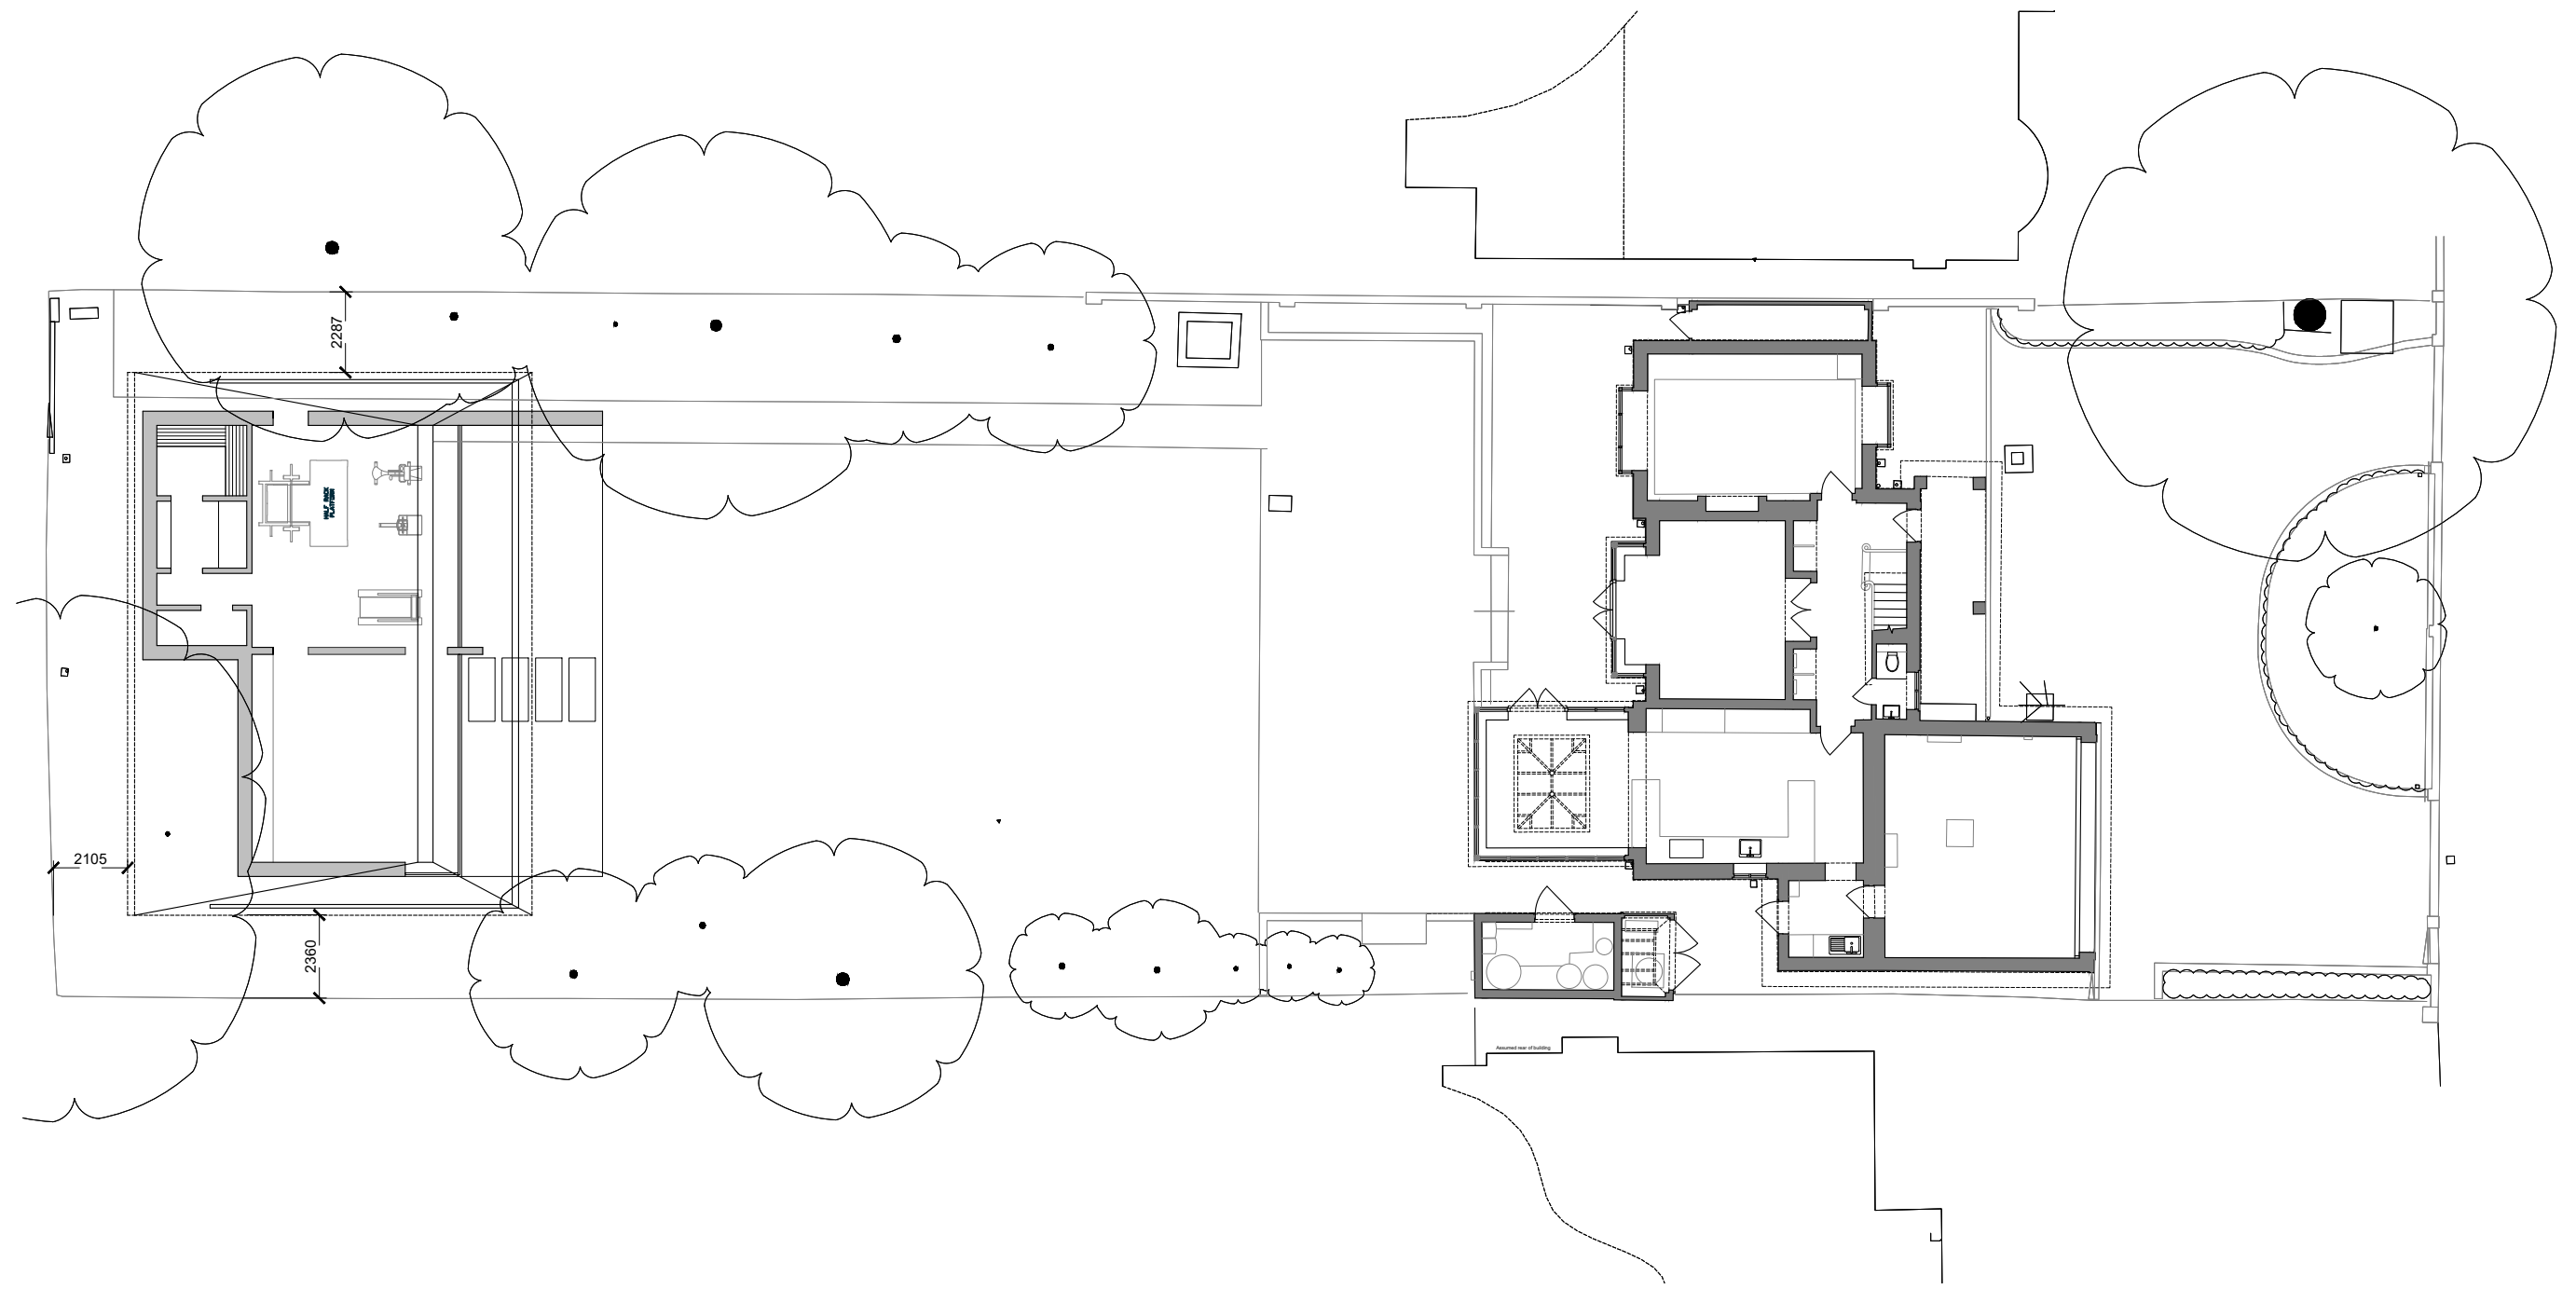 2287
HALF RACK
PLATFORM
2105
2360
Assumed rear of building